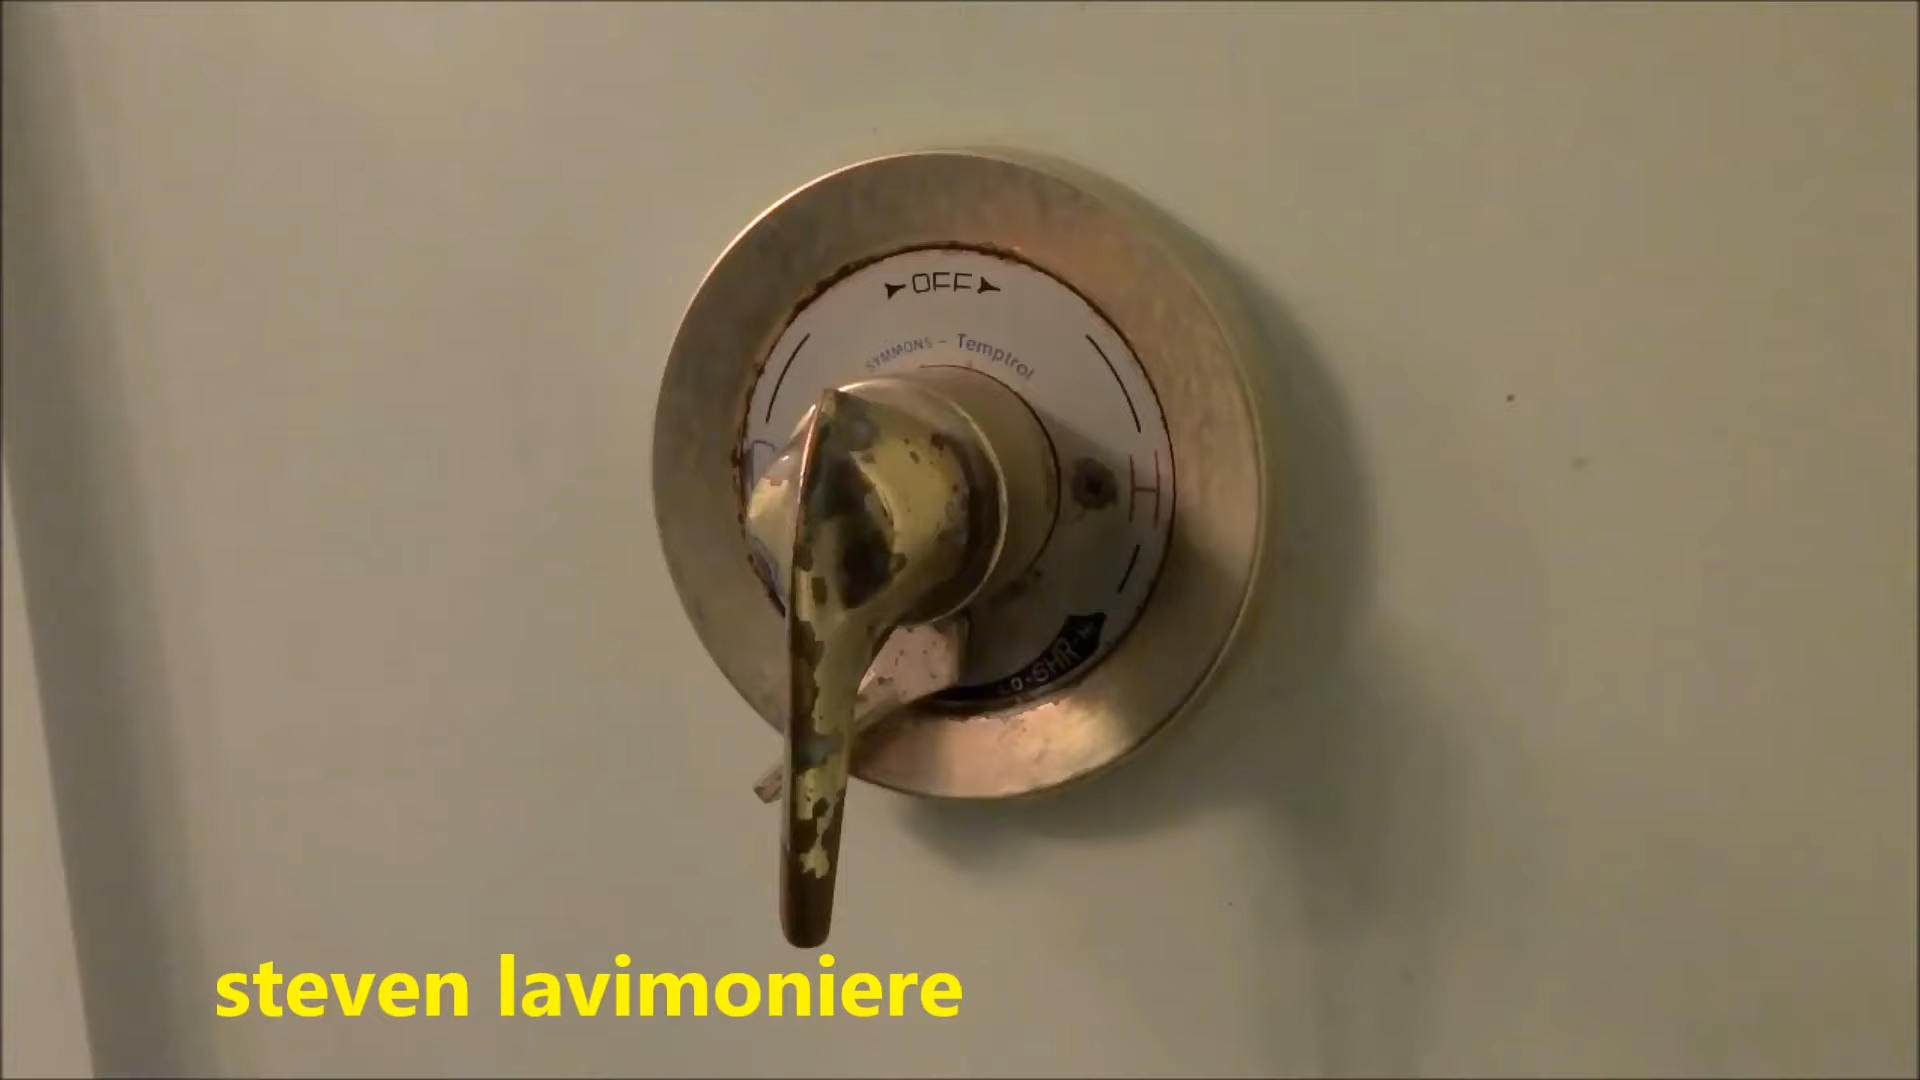 OFF
SYMMONS - Temptrol
H
SHR
steven lavimoniere